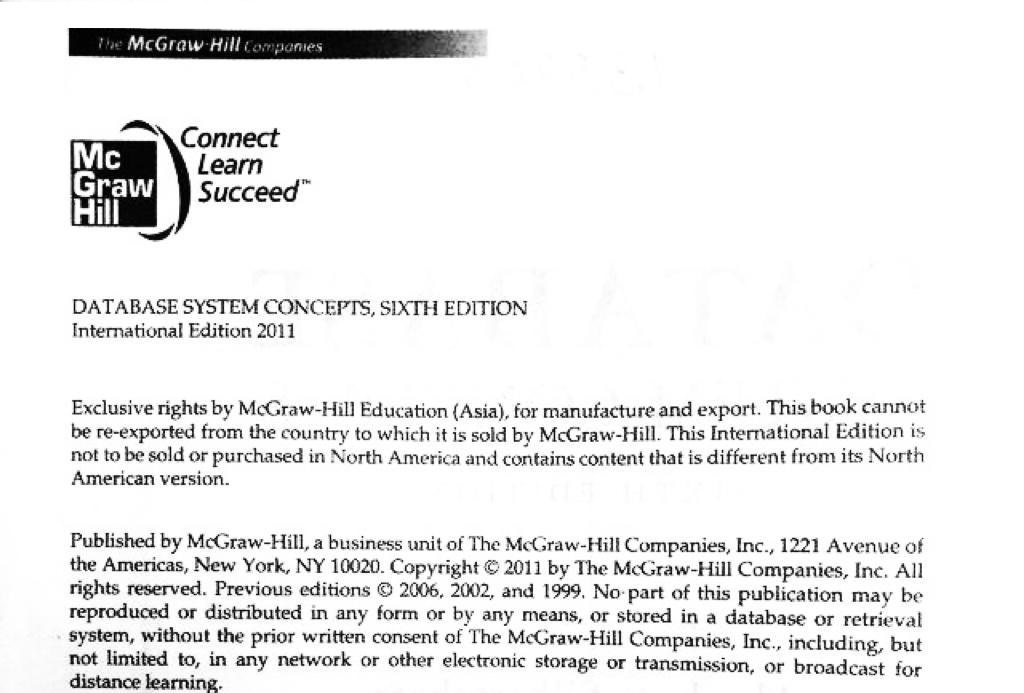 The McGraw-Hill Companies
Mc
Graw
Hill
Connect
Learn
Succeed™
DATABASE SYSTEM CONCEPTS, SIXTH EDITION
International Edition 2011
Exclusive rights by McGraw-Hill Education (Asia), for manufacture and export. This book cannot
be re-exported from the country to which it is sold by McGraw-Hill. This International Edition is
not to be sold or purchased in North America and contains content that is different from its North
American version.
Published by McGraw-Hill, a business unit of The McGraw-Hill Companies, Inc., 1221 Avenue of
the Americas, New York, NY 10020. Copyright © 2011 by The McGraw-Hill Companies, Inc. All
rights reserved. Previous editions © 2006, 2002, and 1999. No part of this publication may be
reproduced or distributed in any form or by any means, or stored in a database or retrieval
system, without the prior written consent of The McGraw-Hill Companies, Inc., including, but
not limited to, in any network or other electronic storage or transmission, or broadcast for
distance learning.